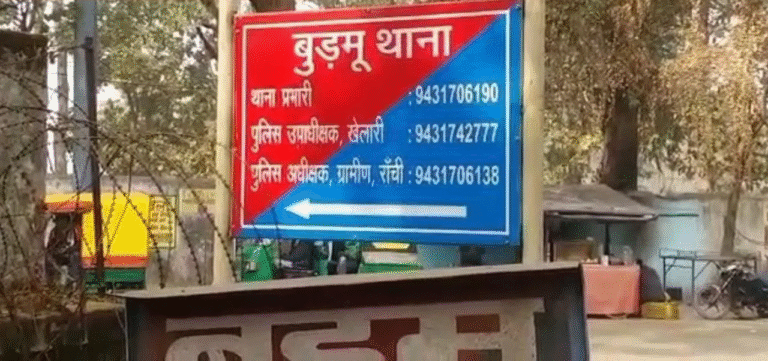 बुड़मू थाना
थाना प्रभारी : 9431706190
पुलिस उपाधीक्षक, खेलारी : 9431742777
पुलिस अधीक्षक, ग्रामीण, राँची : 9431706138